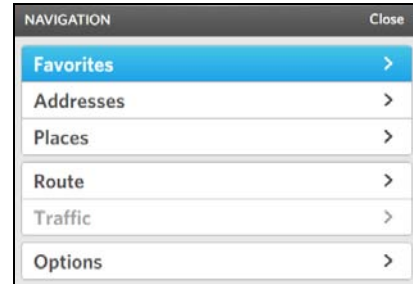 NAVIGATION Close
Favorites
Addresses
Places
Route
Traffic
Options